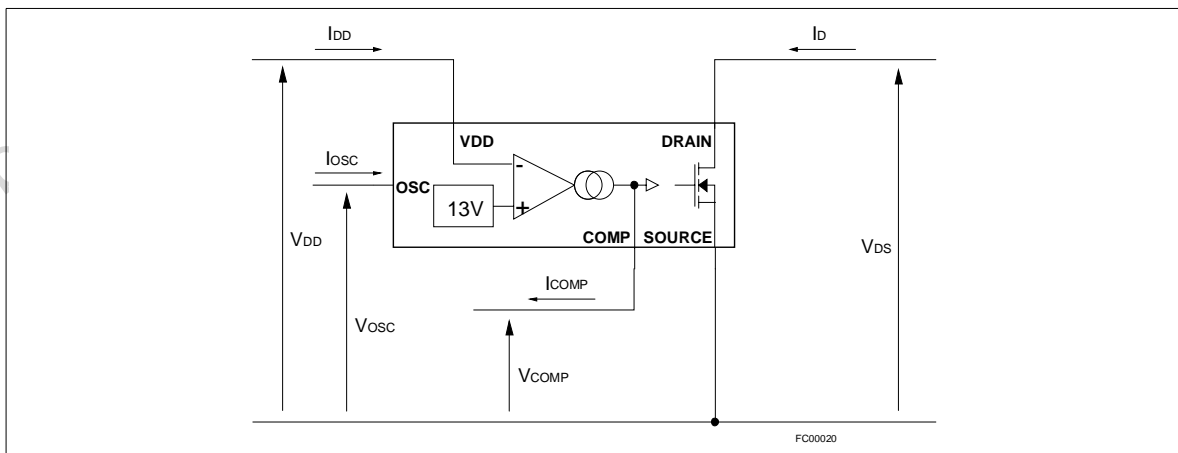 IDD
ID
VDD
DRAIN
IOSC
OSC
-
13V
+
COMP
SOURCE
VDD
VDS
ICOMP
VOSC
VCOMP
FC00020